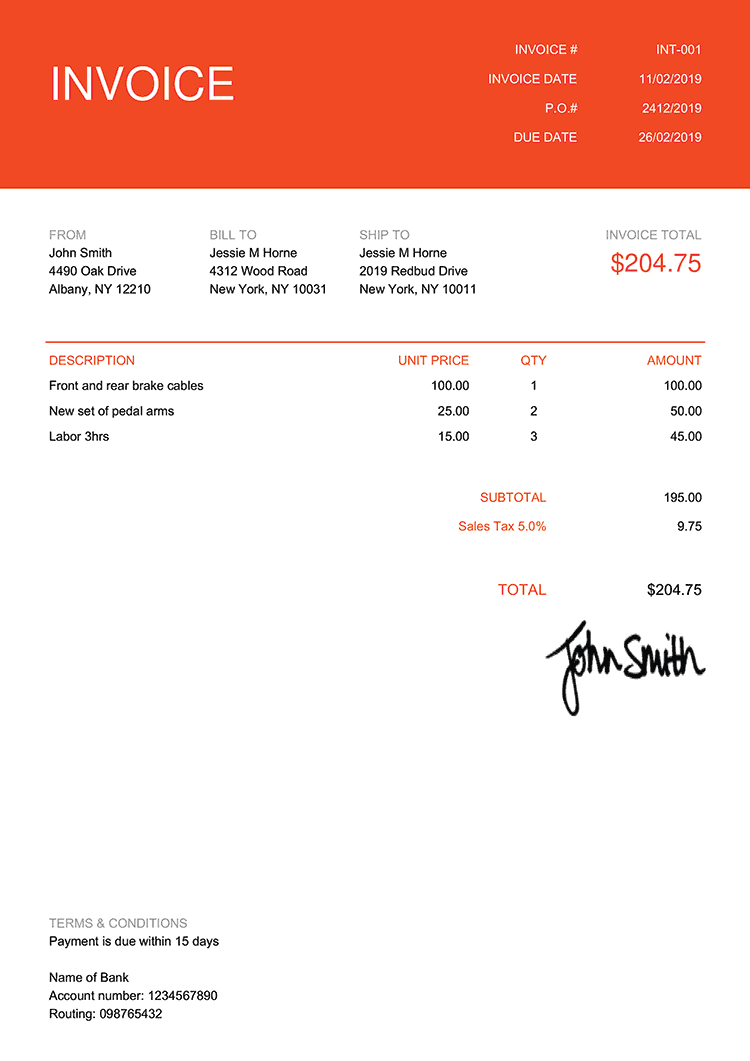 INVOICE
INVOICE # INT-001
INVOICE DATE 11/02/2019
P.O.# 2412/2019
DUE DATE 26/02/2019
FROM
John Smith
4490 Oak Drive
Albany, NY 12210
BILL TO
Jessie M Horne
4312 Wood Road
New York, NY 10031
SHIP TO
Jessie M Horne
2019 Redbud Drive
New York, NY 10011
INVOICE TOTAL
$204.75
DESCRIPTION UNIT PRICE QTY AMOUNT
Front and rear brake cables 100.00 1 100.00
New set of pedal arms 25.00 2 50.00
Labor 3hrs 15.00 3 45.00
SUBTOTAL 195.00
Sales Tax 5.0% 9.75
TOTAL $204.75
John Smith
TERMS & CONDITIONS
Payment is due within 15 days
Name of Bank
Account number: 1234567890
Routing: 098765432